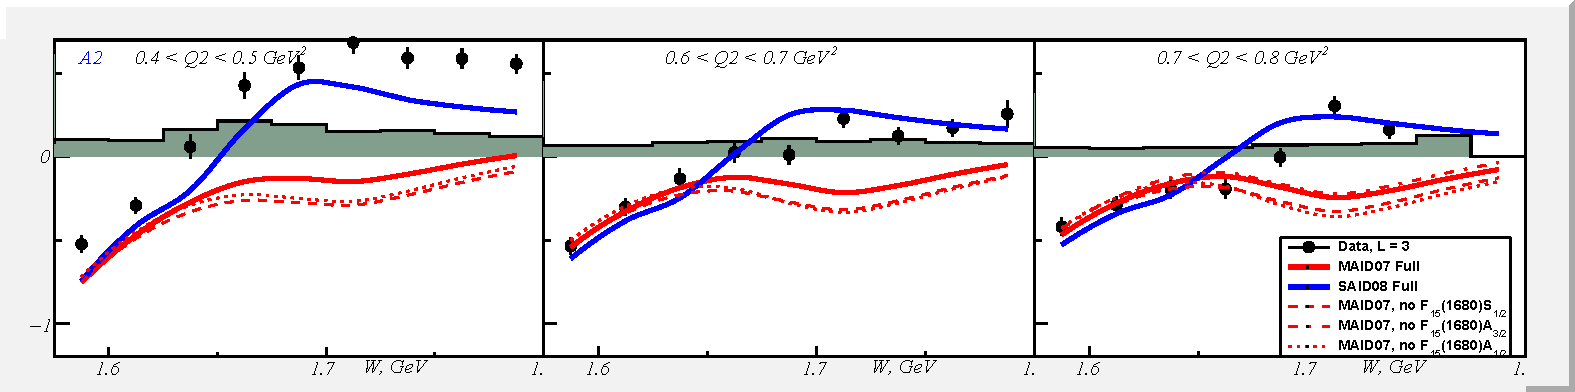 A2 0.4 < Q2 < 0.5 GeV² 0.6 < Q2 < 0.7 GeV² 0.7 < Q2 < 0.8 GeV²
0
Data, L = 3
MAID07 Full
SAID08 Full
MAID07, no F₁₅(1680)S₁/₂
MAID07, no F₁₅(1680)A₃/₂
MAID07, no F₁₅(1680)A₁/₂
−1
1.6 1.7 W, GeV 1. 1.6 1.7 W, GeV 1. 1.6 1.7 W, GeV 1.